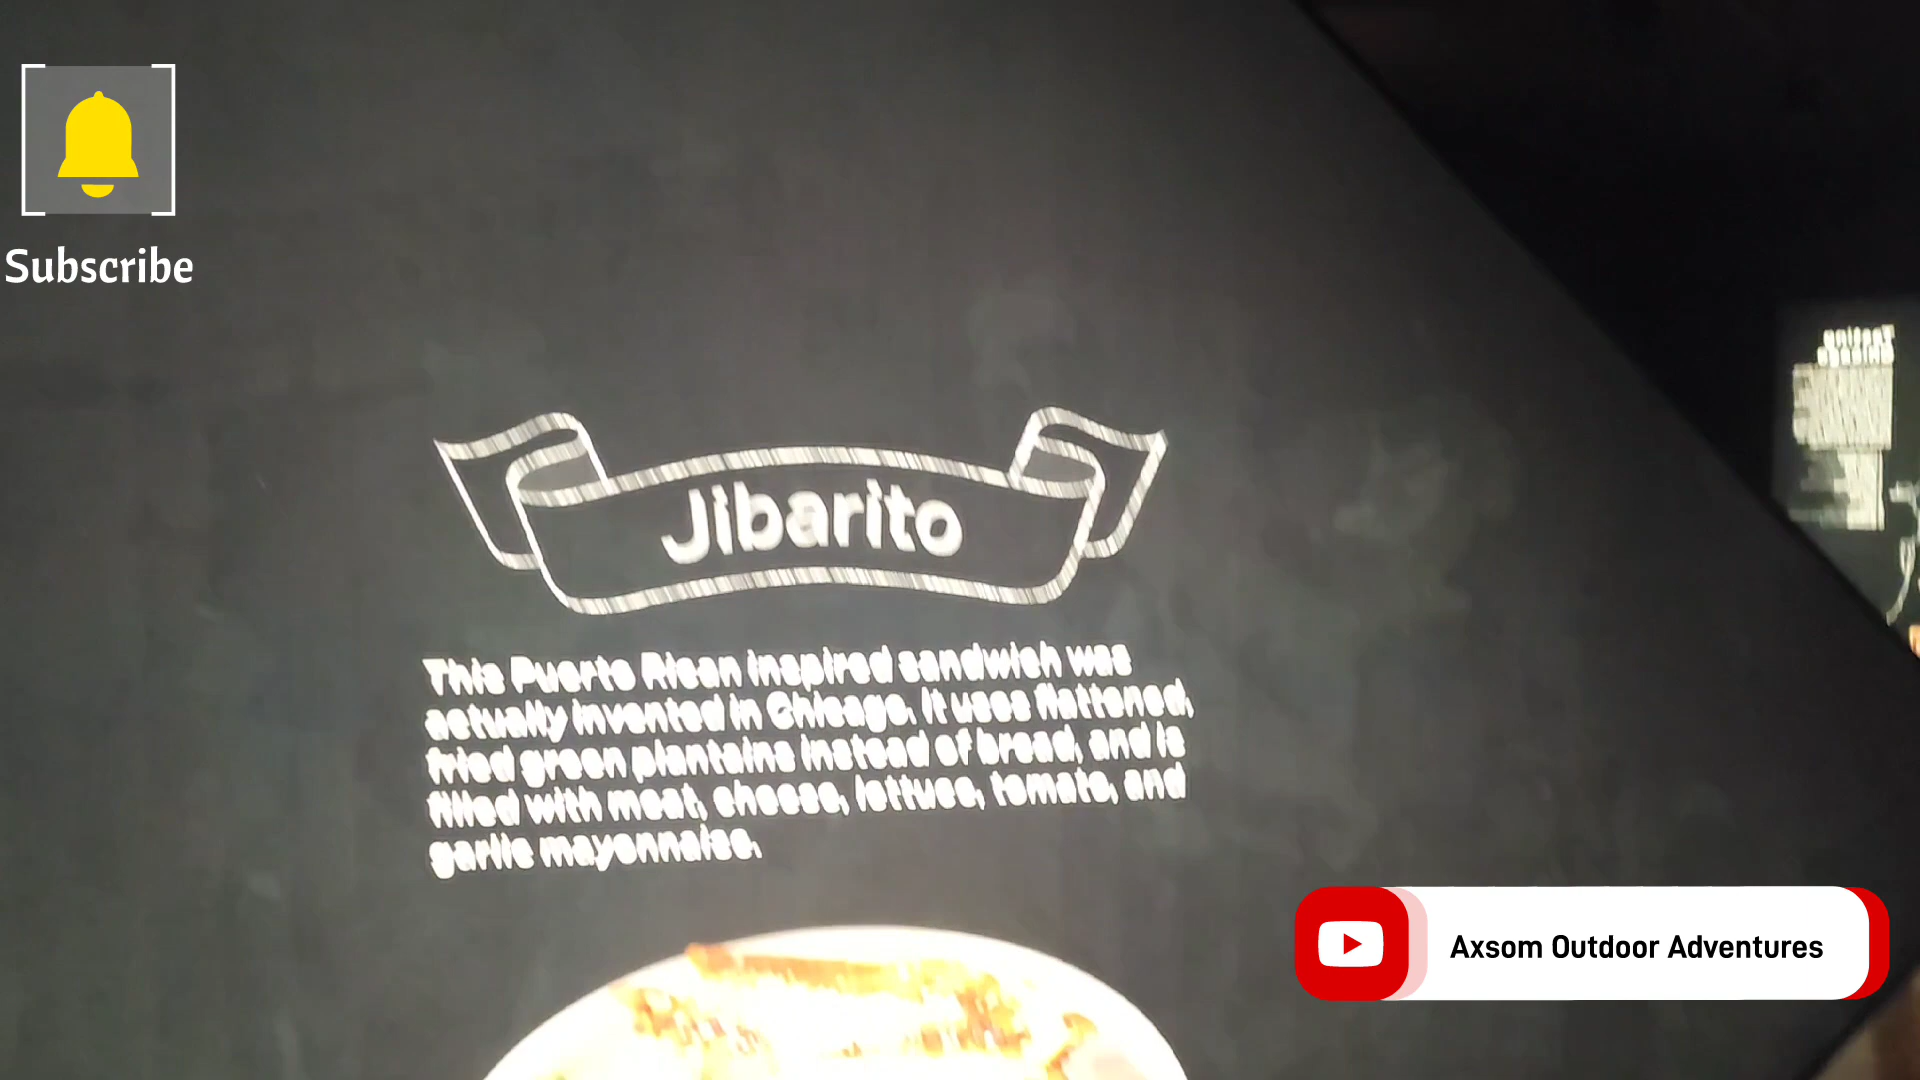 Subscribe
Jibarito
This Puerto Rican inspired sandwich was
actually invented in Chicago. It uses flattened,
fried green plantains instead of bread, and is
filled with meat, cheese, lettuce, tomato, and
garlic mayonnaise.
Axsom Outdoor Adventures